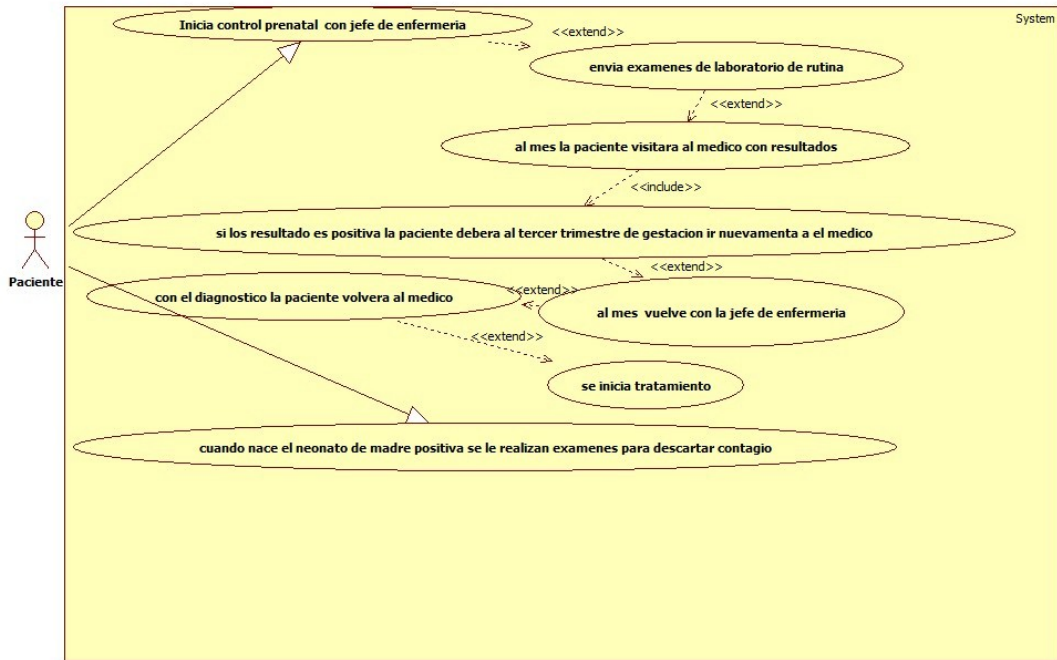 System
Inicia control prenatal con jefe de enfermeria
<<extend>>
envia examenes de laboratorio de rutina
<<extend>>
al mes la paciente visitara al medico con resultados
<<include>>
si los resultado es positiva la paciente debera al tercer trimestre de gestacion ir nuevamenta a el medico
<<extend>>
Paciente
con el diagnostico la paciente volvera al medico
<<extend>>
al mes vuelve con la jefe de enfermeria
<<extend>>
se inicia tratamiento
cuando nace el neonato de madre positiva se le realizan examenes para descartar contagio